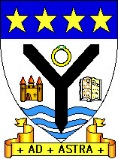 + AD + ASTRA +